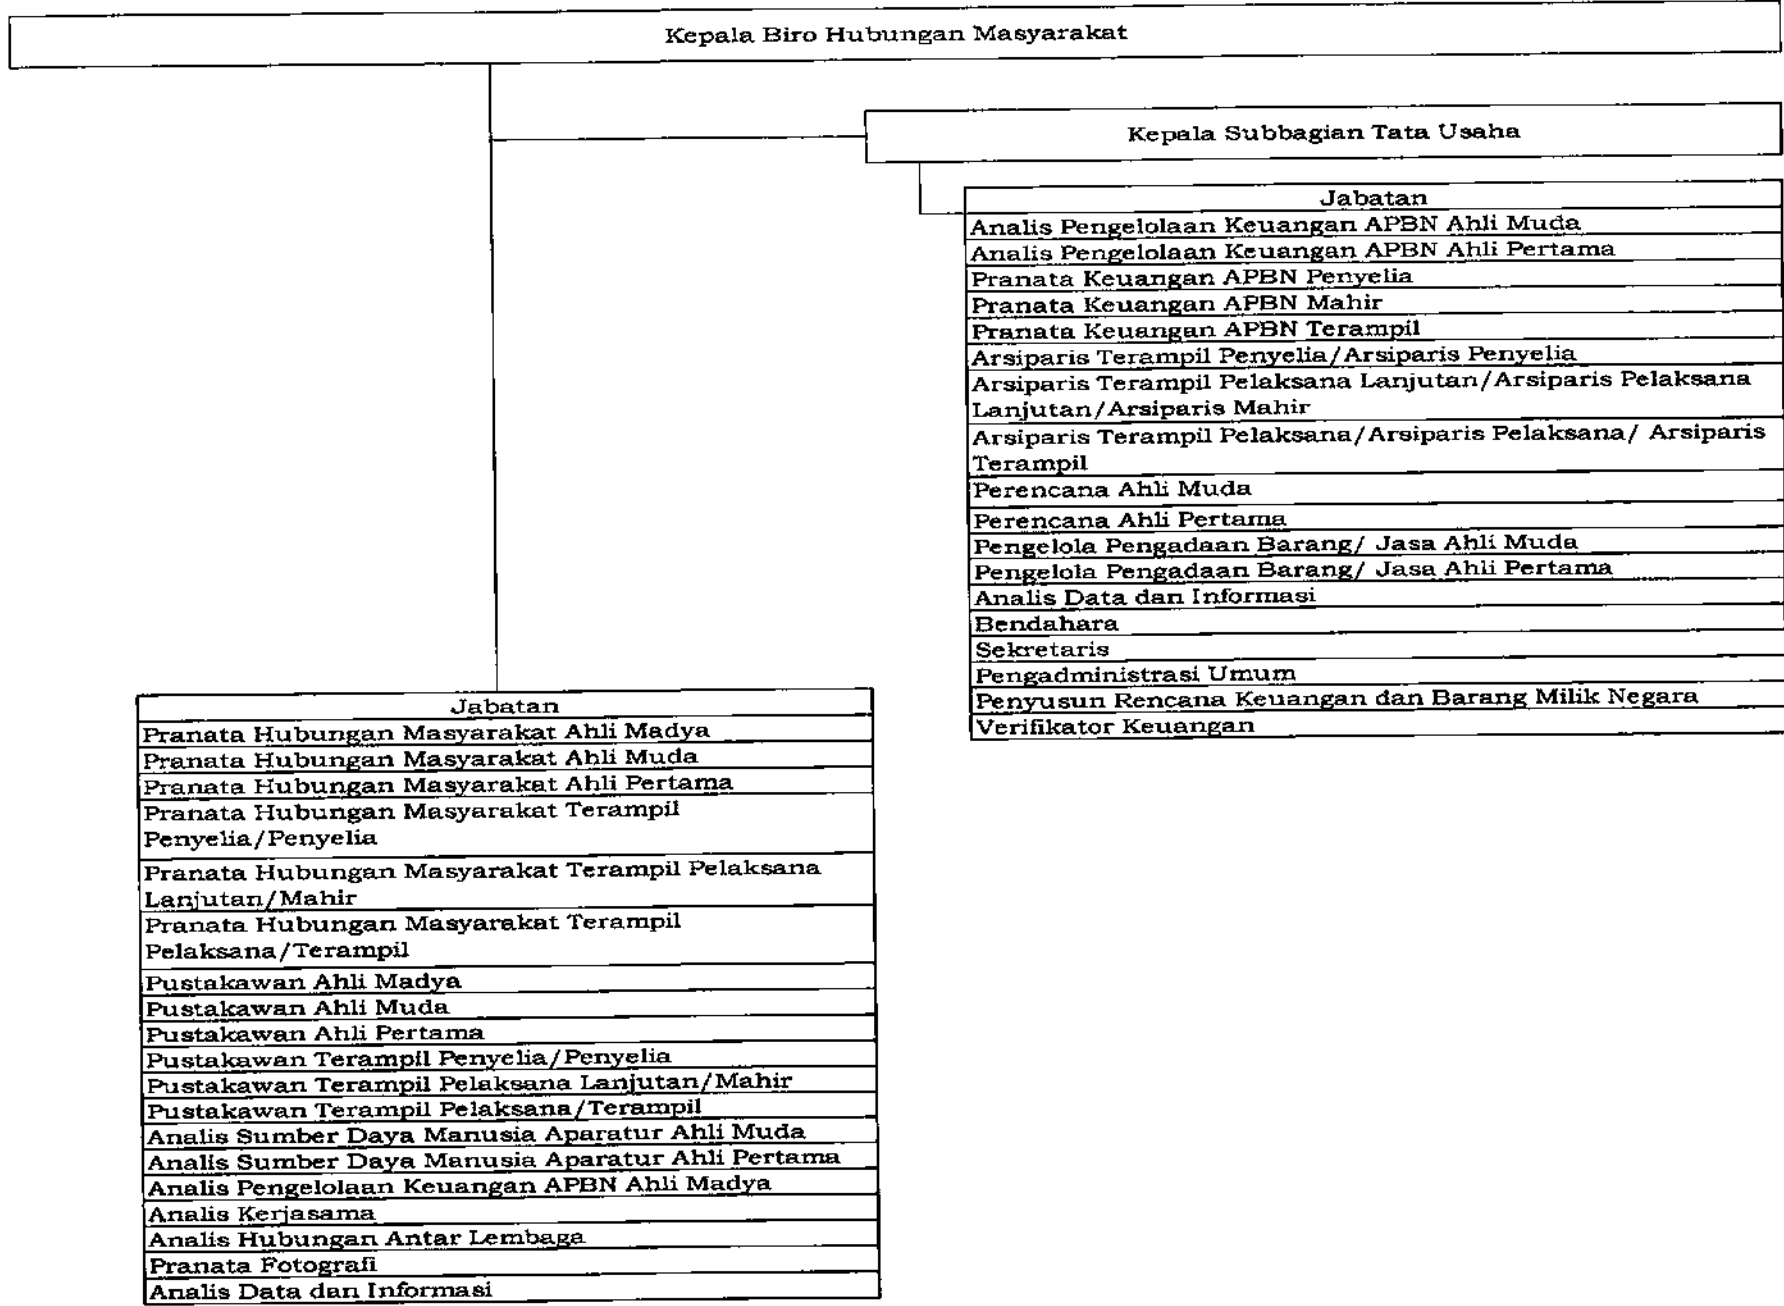 Kepala Biro Hubungan Masyarakat
Kepala Subbagian Tata Usaha
Jabatan
Analis Pengelolaan Keuangan APBN Ahli Muda
Analis Pengelolaan Keuangan APBN Ahli Pertama
Pranata Keuangan APBN Penyelia
Pranata Keuangan APBN Mahir
Pranata Keuangan APBN Terampil
Arsiparis Terampil Penyelia/Arsiparis Penyelia
Arsiparis Terampil Pelaksana Lanjutan/Arsiparis Pelaksana
Lanjutan/Arsiparis Mahir
Arsiparis Terampil Pelaksana/Arsiparis Pelaksana/ Arsiparis
Terampil
Perencana Ahli Muda
Perencana Ahli Pertama
Pengelola Pengadaan Barang/ Jasa Ahli Muda
Pengelola Pengadaan Barang/ Jasa Ahli Pertama
Analis Data dan Informasi
Bendahara
Sekretaris
Pengadministrasi Umum
Penyusun Rencana Keuangan dan Barang Milik Negara
Verifikator Keuangan
Jabatan
Pranata Hubungan Masyarakat Ahli Madya
Pranata Hubungan Masyarakat Ahli Muda
Pranata Hubungan Masyarakat Ahli Pertama
Pranata Hubungan Masyarakat Terampil
Penyelia/Penyelia
Pranata Hubungan Masyarakat Terampil Pelaksana
Lanjutan/Mahir
Pranata Hubungan Masyarakat Terampil
Pelaksana/Terampil
Pustakawan Ahli Madya
Pustakawan Ahli Muda
Pustakawan Ahli Pertama
Pustakawan Terampil Penyelia/Penyelia
Pustakawan Terampil Pelaksana Lanjutan/Mahir
Pustakawan Terampil Pelaksana/Terampil
Analis Sumber Daya Manusia Aparatur Ahli Muda
Analis Sumber Daya Manusia Aparatur Ahli Pertama
Analis Pengelolaan Keuangan APBN Ahli Madya
Analis Kerjasama
Analis Hubungan Antar Lembaga
Pranata Fotografi
Analis Data dan Informasi